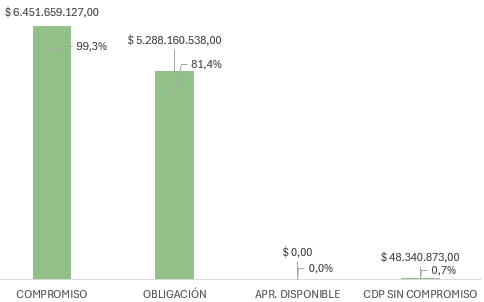 $ 6.451.659.127,00
99,3%
$ 5.288.160.538,00
81,4%
$ 0,00
0,0%
$ 48.340.873,00
0,7%
COMPROMISO
OBLIGACIÓN
APR. DISPONIBLE
CDP SIN COMPROMISO